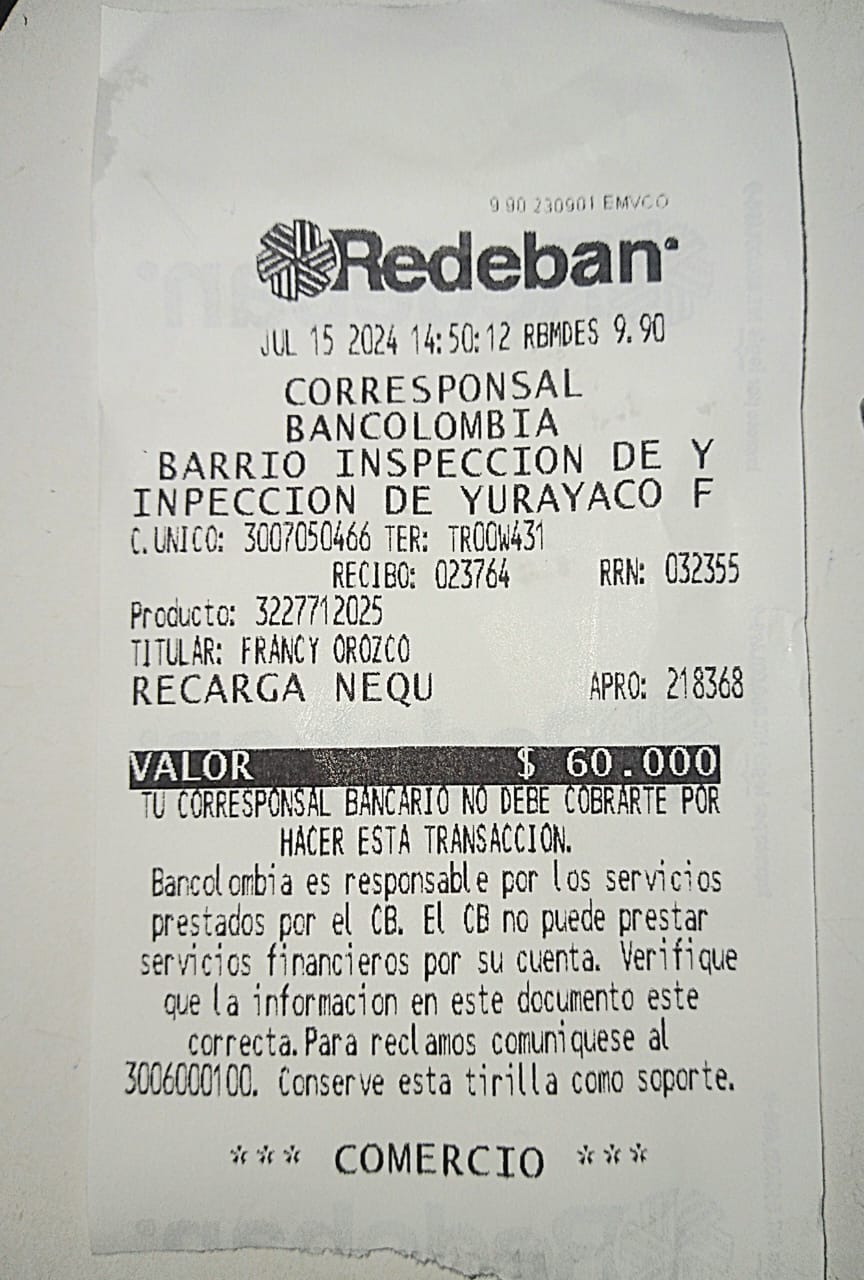 9 90 230901 EMVCO
Redeban
JUL 15 2024 14:50:12 RBMDES 9.90
CORRESPONSAL
BANCOLOMBIA
BARRIO INSPECCION DE Y
INPECCION DE YURAYACO F
C.UNICO: 3007050466 TER: TR00W431
RECIBO: 023764 RRN: 032355
Producto: 3227712025
TITULAR: FRANCY OROZCO
RECARGA NEQU APRO: 218368
VALOR $ 60.000
TU CORRESPONSAL BANCARIO NO DEBE COBRARTE POR
HACER ESTA TRANSACCION.
Bancolombia es responsable por los servicios
prestados por el CB. El CB no puede prestar
servicios financieros por su cuenta. Verifique
que la informacion en este documento este
correcta. Para reclamos comuniquese al
3006000100. Conserve esta tirilla como soporte.
*** COMERCIO ***